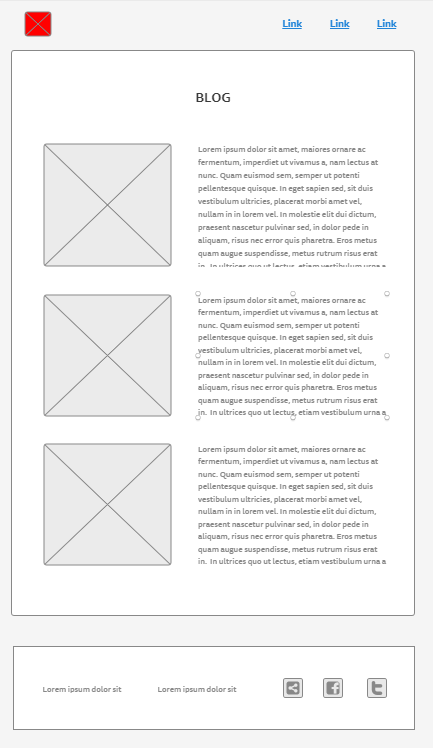 Link Link Link
BLOG
Lorem ipsum dolor sit amet, maiores ornare ac
fermentum, imperdiet ut vivamus a, nam lectus at
nunc. Quam euismod sem, semper ut potenti
pellentesque quisque. In eget sapien sed, sit duis
vestibulum ultricies, placerat morbi amet vel,
nullam in in lorem vel. In molestie elit dui dictum,
praesent nascetur pulvinar sed, in dolor pede in
aliquam, risus nec error quis pharetra. Eros metus
quam augue suspendisse, metus rutrum risus erat
in. In ultrices quo ut lectus, etiam vestibulum urna a
Lorem ipsum dolor sit amet, maiores ornare ac
fermentum, imperdiet ut vivamus a, nam lectus at
nunc. Quam euismod sem, semper ut potenti
pellentesque quisque. In eget sapien sed, sit duis
vestibulum ultricies, placerat morbi amet vel,
nullam in in lorem vel. In molestie elit dui dictum,
praesent nascetur pulvinar sed, in dolor pede in
aliquam, risus nec error quis pharetra. Eros metus
quam augue suspendisse, metus rutrum risus erat
in. In ultrices quo ut lectus, etiam vestibulum urna a
Lorem ipsum dolor sit amet, maiores ornare ac
fermentum, imperdiet ut vivamus a, nam lectus at
nunc. Quam euismod sem, semper ut potenti
pellentesque quisque. In eget sapien sed, sit duis
vestibulum ultricies, placerat morbi amet vel,
nullam in in lorem vel. In molestie elit dui dictum,
praesent nascetur pulvinar sed, in dolor pede in
aliquam, risus nec error quis pharetra. Eros metus
quam augue suspendisse, metus rutrum risus erat
in. In ultrices quo ut lectus, etiam vestibulum urna a
Lorem ipsum dolor sit Lorem ipsum dolor sit